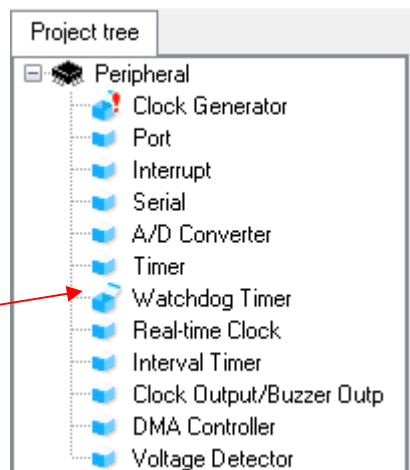 Project tree
Peripheral
Clock Generator
Port
Interrupt
Serial
A/D Converter
Timer
Watchdog Timer
Real-time Clock
Interval Timer
Clock Output/Buzzer Outp
DMA Controller
Voltage Detector